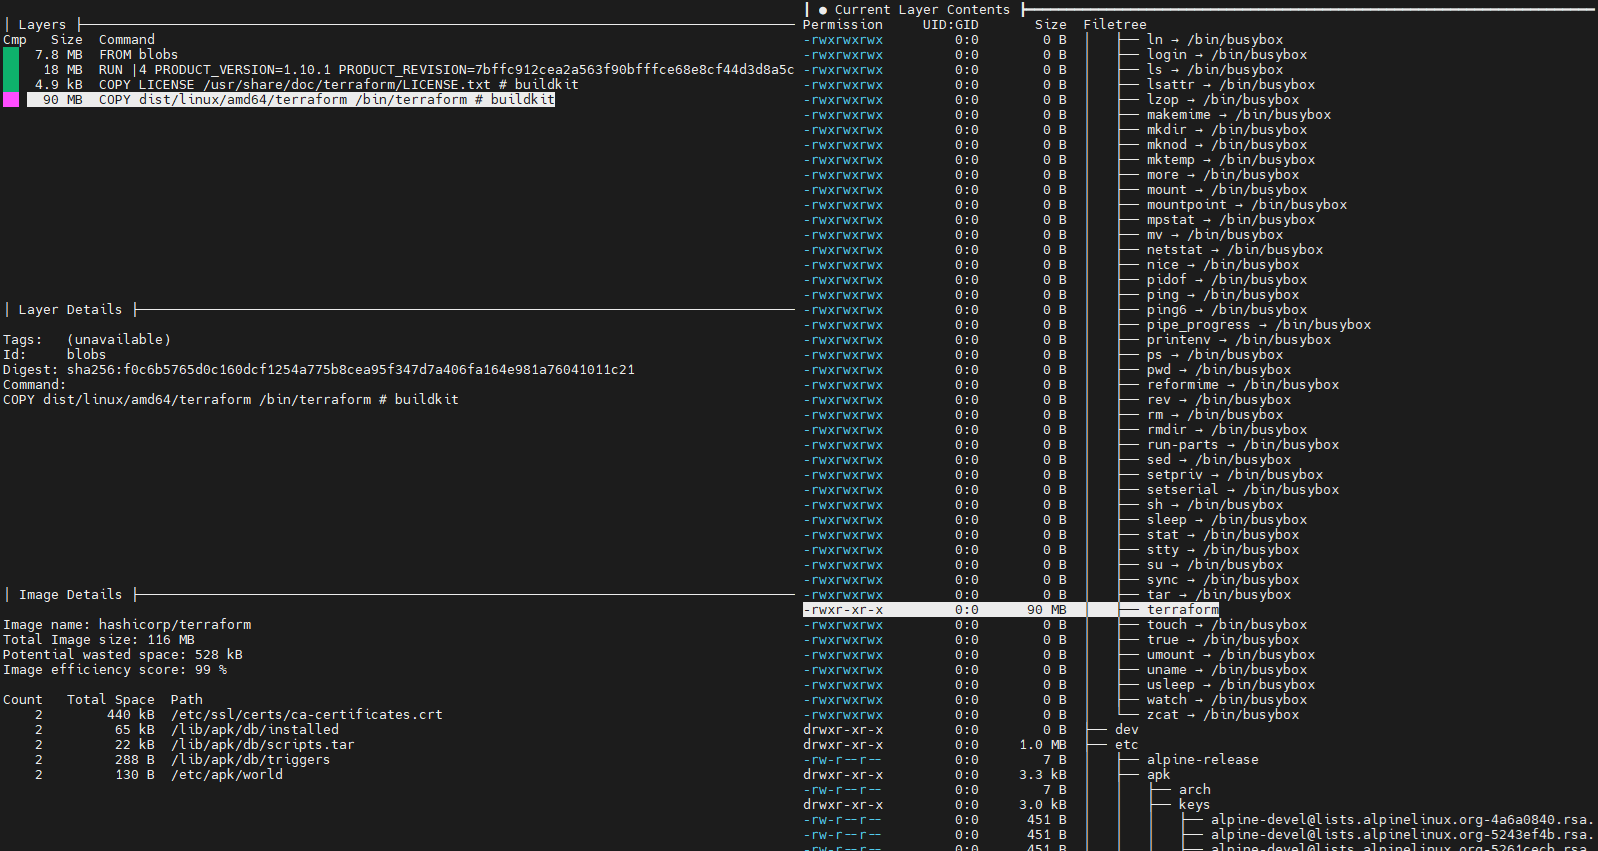 │ Layers ├
Cmp   Size  Command
    7.8 MB  FROM blobs
     18 MB  RUN |4 PRODUCT_VERSION=1.10.1 PRODUCT_REVISION=7bffc912cea2a563f90bfffce68e8cf44d3d8a5c
    4.9 kB  COPY LICENSE /usr/share/doc/terraform/LICENSE.txt # buildkit
     90 MB  COPY dist/linux/amd64/terraform /bin/terraform # buildkit
│ Layer Details ├
Tags:   (unavailable)
Id:     blobs
Digest: sha256:f0c6b5765d0c160dcf1254a775b8cea95f347d7a406fa164e981a76041011c21
Command:
COPY dist/linux/amd64/terraform /bin/terraform # buildkit
│ Image Details ├
Image name: hashicorp/terraform
Total Image size: 116 MB
Potential wasted space: 528 kB
Image efficiency score: 99 %
Count   Total Space  Path
    2        440 kB  /etc/ssl/certs/ca-certificates.crt
    2         65 kB  /lib/apk/db/installed
    2         22 kB  /lib/apk/db/scripts.tar
    2         288 B  /lib/apk/db/triggers
    2         130 B  /etc/apk/world
┃ ● Current Layer Contents ┣
Permission     UID:GID       Size  Filetree
-rwxrwxrwx         0:0        0 B  │   ├── ln → /bin/busybox
-rwxrwxrwx         0:0        0 B  │   ├── login → /bin/busybox
-rwxrwxrwx         0:0        0 B  │   ├── ls → /bin/busybox
-rwxrwxrwx         0:0        0 B  │   ├── lsattr → /bin/busybox
-rwxrwxrwx         0:0        0 B  │   ├── lzop → /bin/busybox
-rwxrwxrwx         0:0        0 B  │   ├── makemime → /bin/busybox
-rwxrwxrwx         0:0        0 B  │   ├── mkdir → /bin/busybox
-rwxrwxrwx         0:0        0 B  │   ├── mknod → /bin/busybox
-rwxrwxrwx         0:0        0 B  │   ├── mktemp → /bin/busybox
-rwxrwxrwx         0:0        0 B  │   ├── more → /bin/busybox
-rwxrwxrwx         0:0        0 B  │   ├── mount → /bin/busybox
-rwxrwxrwx         0:0        0 B  │   ├── mountpoint → /bin/busybox
-rwxrwxrwx         0:0        0 B  │   ├── mpstat → /bin/busybox
-rwxrwxrwx         0:0        0 B  │   ├── mv → /bin/busybox
-rwxrwxrwx         0:0        0 B  │   ├── netstat → /bin/busybox
-rwxrwxrwx         0:0        0 B  │   ├── nice → /bin/busybox
-rwxrwxrwx         0:0        0 B  │   ├── pidof → /bin/busybox
-rwxrwxrwx         0:0        0 B  │   ├── ping → /bin/busybox
-rwxrwxrwx         0:0        0 B  │   ├── ping6 → /bin/busybox
-rwxrwxrwx         0:0        0 B  │   ├── pipe_progress → /bin/busybox
-rwxrwxrwx         0:0        0 B  │   ├── printenv → /bin/busybox
-rwxrwxrwx         0:0        0 B  │   ├── ps → /bin/busybox
-rwxrwxrwx         0:0        0 B  │   ├── pwd → /bin/busybox
-rwxrwxrwx         0:0        0 B  │   ├── reformime → /bin/busybox
-rwxrwxrwx         0:0        0 B  │   ├── rev → /bin/busybox
-rwxrwxrwx         0:0        0 B  │   ├── rm → /bin/busybox
-rwxrwxrwx         0:0        0 B  │   ├── rmdir → /bin/busybox
-rwxrwxrwx         0:0        0 B  │   ├── run-parts → /bin/busybox
-rwxrwxrwx         0:0        0 B  │   ├── sed → /bin/busybox
-rwxrwxrwx         0:0        0 B  │   ├── setpriv → /bin/busybox
-rwxrwxrwx         0:0        0 B  │   ├── setserial → /bin/busybox
-rwxrwxrwx         0:0        0 B  │   ├── sh → /bin/busybox
-rwxrwxrwx         0:0        0 B  │   ├── sleep → /bin/busybox
-rwxrwxrwx         0:0        0 B  │   ├── stat → /bin/busybox
-rwxrwxrwx         0:0        0 B  │   ├── stty → /bin/busybox
-rwxrwxrwx         0:0        0 B  │   ├── su → /bin/busybox
-rwxrwxrwx         0:0        0 B  │   ├── sync → /bin/busybox
-rwxrwxrwx         0:0        0 B  │   ├── tar → /bin/busybox
-rwxr-xr-x         0:0      90 MB  │   ├── terraform
-rwxrwxrwx         0:0        0 B  │   ├── touch → /bin/busybox
-rwxrwxrwx         0:0        0 B  │   ├── true → /bin/busybox
-rwxrwxrwx         0:0        0 B  │   ├── umount → /bin/busybox
-rwxrwxrwx         0:0        0 B  │   ├── uname → /bin/busybox
-rwxrwxrwx         0:0        0 B  │   ├── usleep → /bin/busybox
-rwxrwxrwx         0:0        0 B  │   ├── watch → /bin/busybox
-rwxrwxrwx         0:0        0 B  │   └── zcat → /bin/busybox
drwxr-xr-x         0:0        0 B  ├── dev
drwxr-xr-x         0:0     1.0 MB  ├── etc
-rw-r--r--         0:0        7 B  │   ├── alpine-release
drwxr-xr-x         0:0     3.3 kB  │   ├── apk
-rw-r--r--         0:0        7 B  │   │   ├── arch
drwxr-xr-x         0:0     3.0 kB  │   │   ├── keys
-rw-r--r--         0:0      451 B  │   │   │   ├── alpine-devel@lists.alpinelinux.org-4a6a0840.rsa.
-rw-r--r--         0:0      451 B  │   │   │   ├── alpine-devel@lists.alpinelinux.org-5243ef4b.rsa.
-rw-r--r--         0:0      451 B  │   │   │   ├── alpine-devel@lists.alpinelinux.org-5261cecb.rsa.